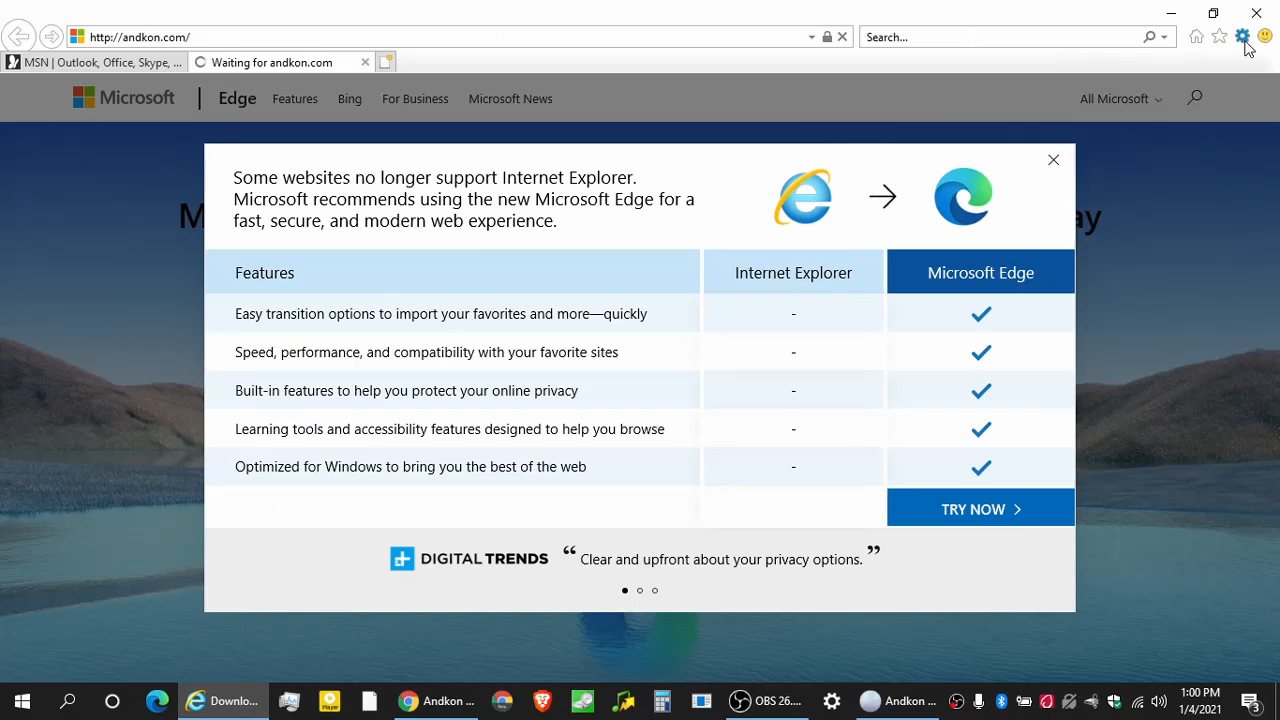 http://andkon.com/
Search...
MSN | Outlook, Office, Skype, ...
Waiting for andkon.com
Microsoft
Edge
Features
Bing
For Business
Microsoft News
All Microsoft
Some websites no longer support Internet Explorer.
Microsoft recommends using the new Microsoft Edge for a
fast, secure, and modern web experience.
Features
Internet Explorer
Microsoft Edge
Easy transition options to import your favorites and more—quickly
-
Speed, performance, and compatibility with your favorite sites
-
Built-in features to help you protect your online privacy
-
Learning tools and accessibility features designed to help you browse
-
Optimized for Windows to bring you the best of the web
-
TRY NOW
DIGITAL TRENDS
“ Clear and upfront about your privacy options. ”
Downlo...
Player
Andkon ...
OBS 26....
Andkon ...
1:00 PM
1/4/2021
3